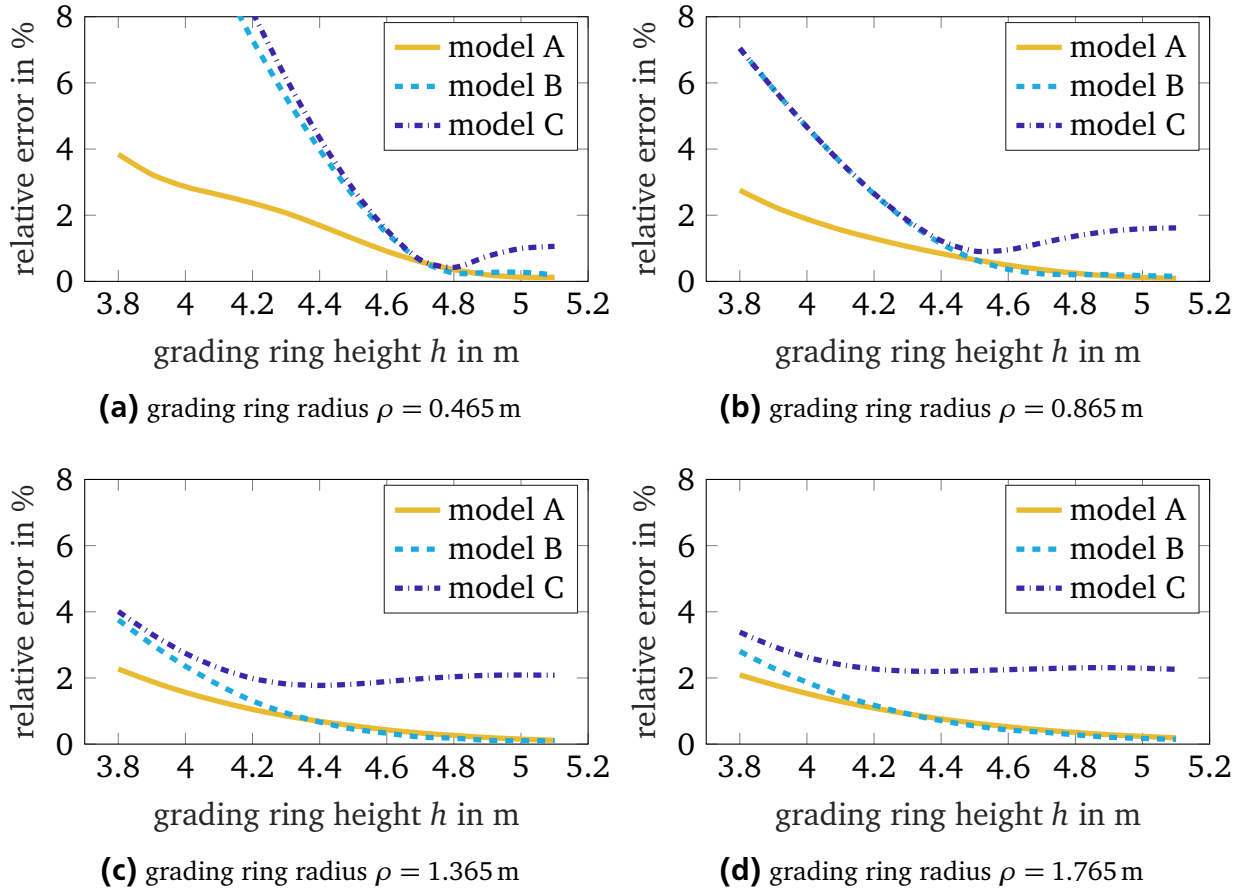 8
6
4
2
0
relative error in %
model A
model B
model C
3.8 4 4.2 4.4 4.6 4.8 5 5.2
grading ring height h in m
(a) grading ring radius ρ = 0.465 m
8
6
4
2
0
relative error in %
model A
model B
model C
3.8 4 4.2 4.4 4.6 4.8 5 5.2
grading ring height h in m
(b) grading ring radius ρ = 0.865 m
8
6
4
2
0
relative error in %
model A
model B
model C
3.8 4 4.2 4.4 4.6 4.8 5 5.2
grading ring height h in m
(c) grading ring radius ρ = 1.365 m
8
6
4
2
0
relative error in %
model A
model B
model C
3.8 4 4.2 4.4 4.6 4.8 5 5.2
grading ring height h in m
(d) grading ring radius ρ = 1.765 m